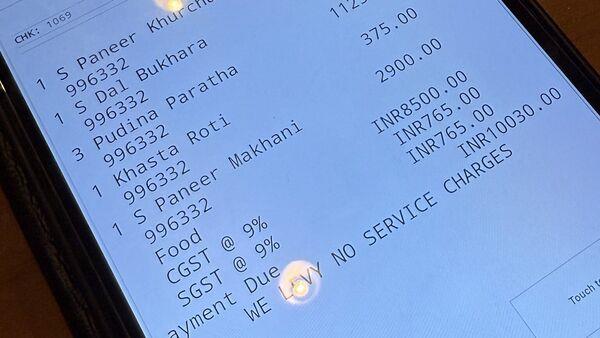 CHK: 1069
1 S Paneer
996332
1 S Dal Bukhara
996332
3 Pudina Paratha
996332
1 Khasta Roti 375.00
996332
1 S Paneer Makhani 2900.00
996332
Food INR8500.00
CGST @ 9% INR765.00
SGST @ 9% INR765.00
ayment Due INR10030.00
WE LEVY NO SERVICE CHARGES
Touch t